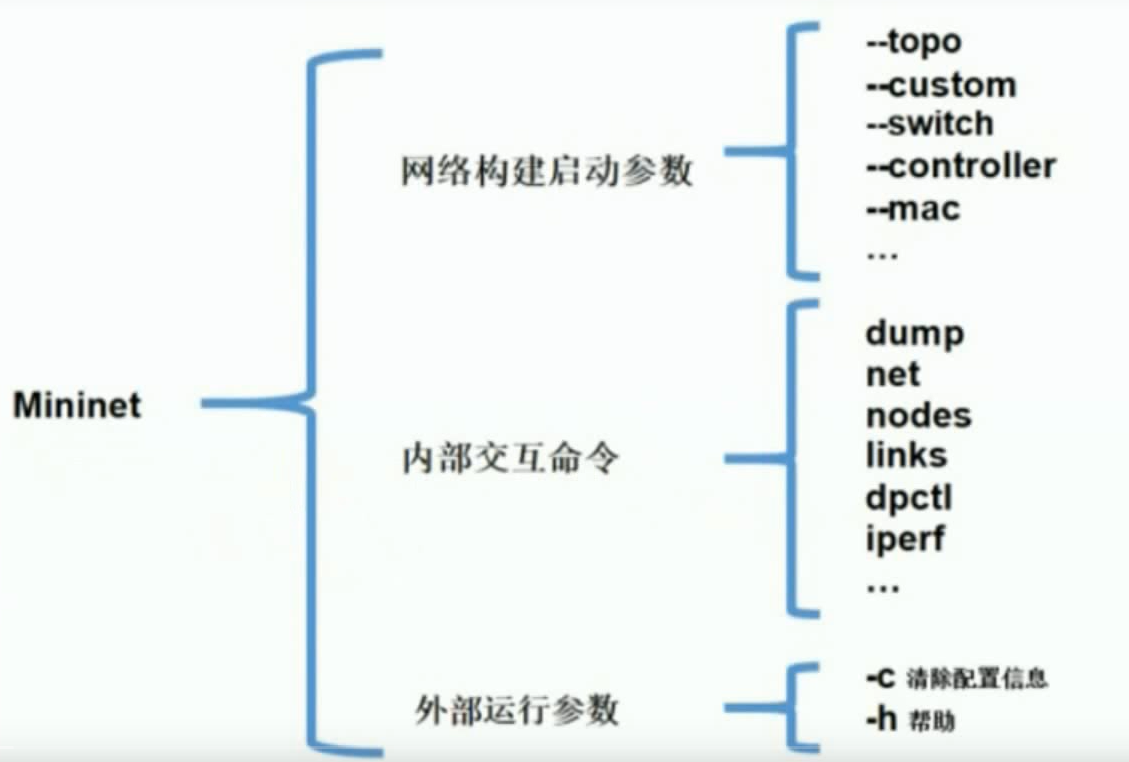 Mininet
网络构建启动参数
--topo
--custom
--switch
--controller
--mac
...
内部交互命令
dump
net
nodes
links
dpctl
iperf
...
外部运行参数
-c 清除配置信息
-h 帮助